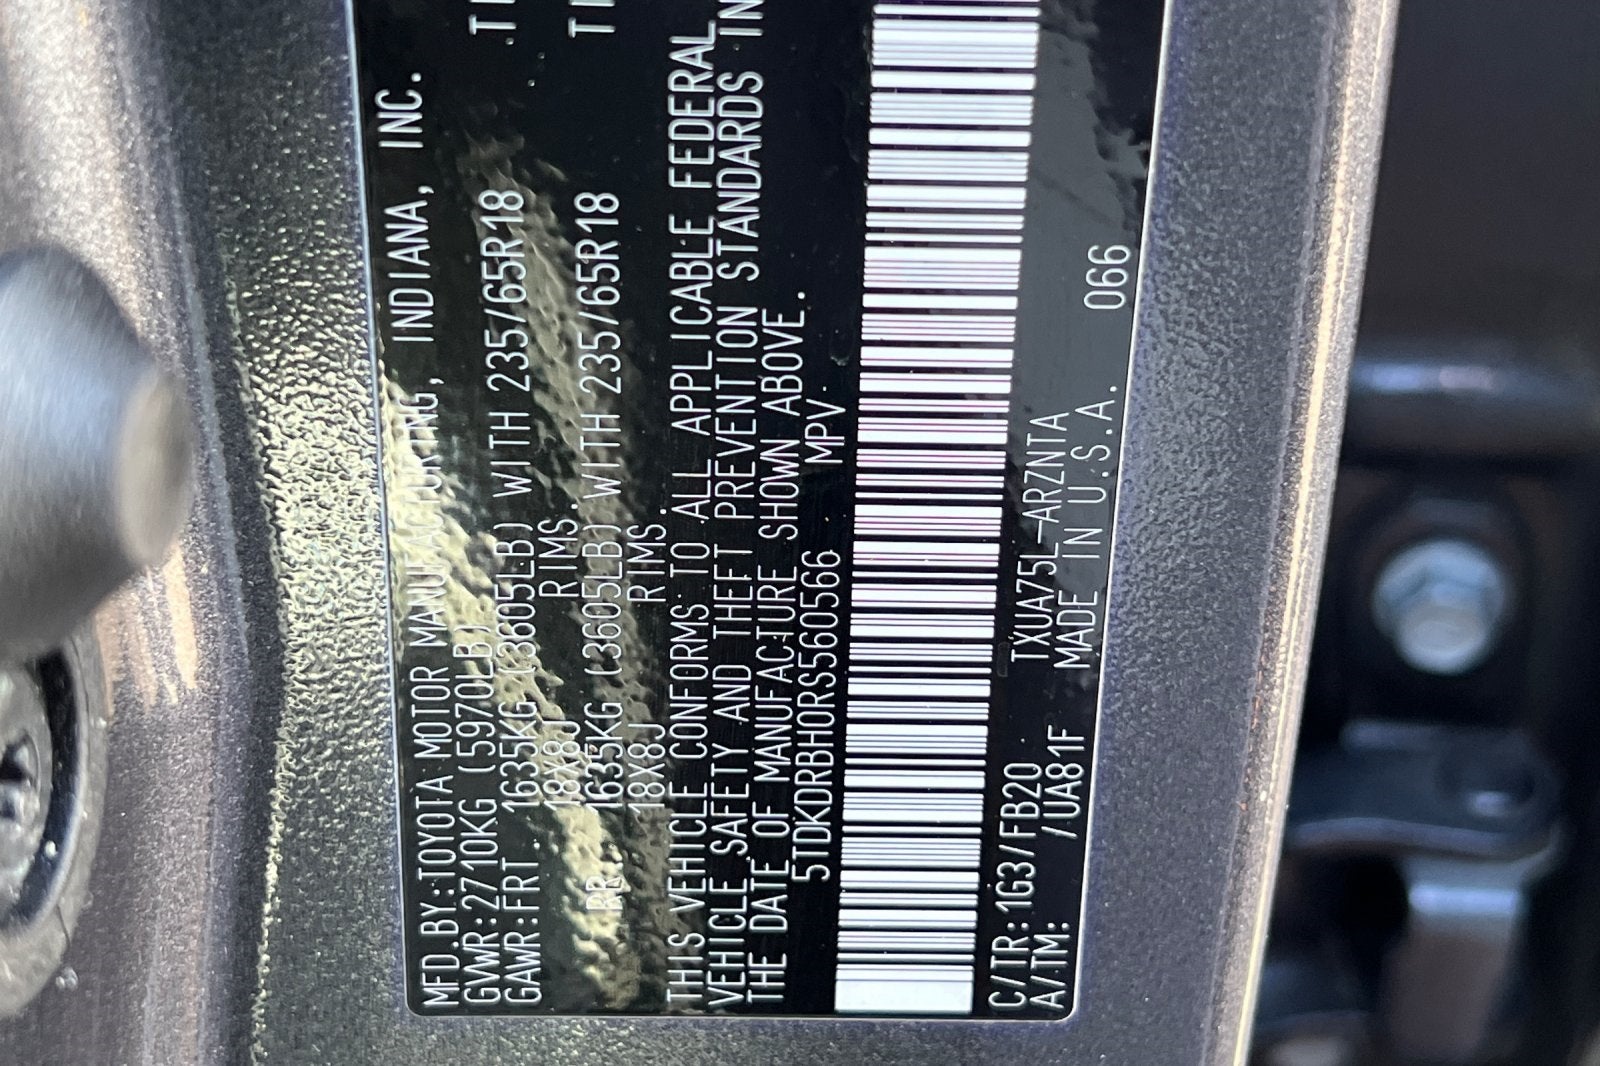 MFD.BY:TOYOTA MOTOR MANUFACTURING, INDIANA, INC.
GVWR:2710KG (5970LB)
GAWR:FRT. 1635KG (3605LB) WITH 235/65R18
18X8J RIMS.
RR. 1635KG (3605LB) WITH 235/65R18
18X8J RIMS.
THIS VEHICLE CONFORMS TO ALL APPLICABLE FEDERAL
VEHICLE SAFETY AND THEFT PREVENTION STANDARDS IN
THE DATE OF MANUFACTURE SHOWN ABOVE.
5TDKDRBH0RS560566 MPV
C/TR:1G3/FB20 TXUA75L-ARZNTA
A/TM: /UA81F MADE IN U.S.A. 066